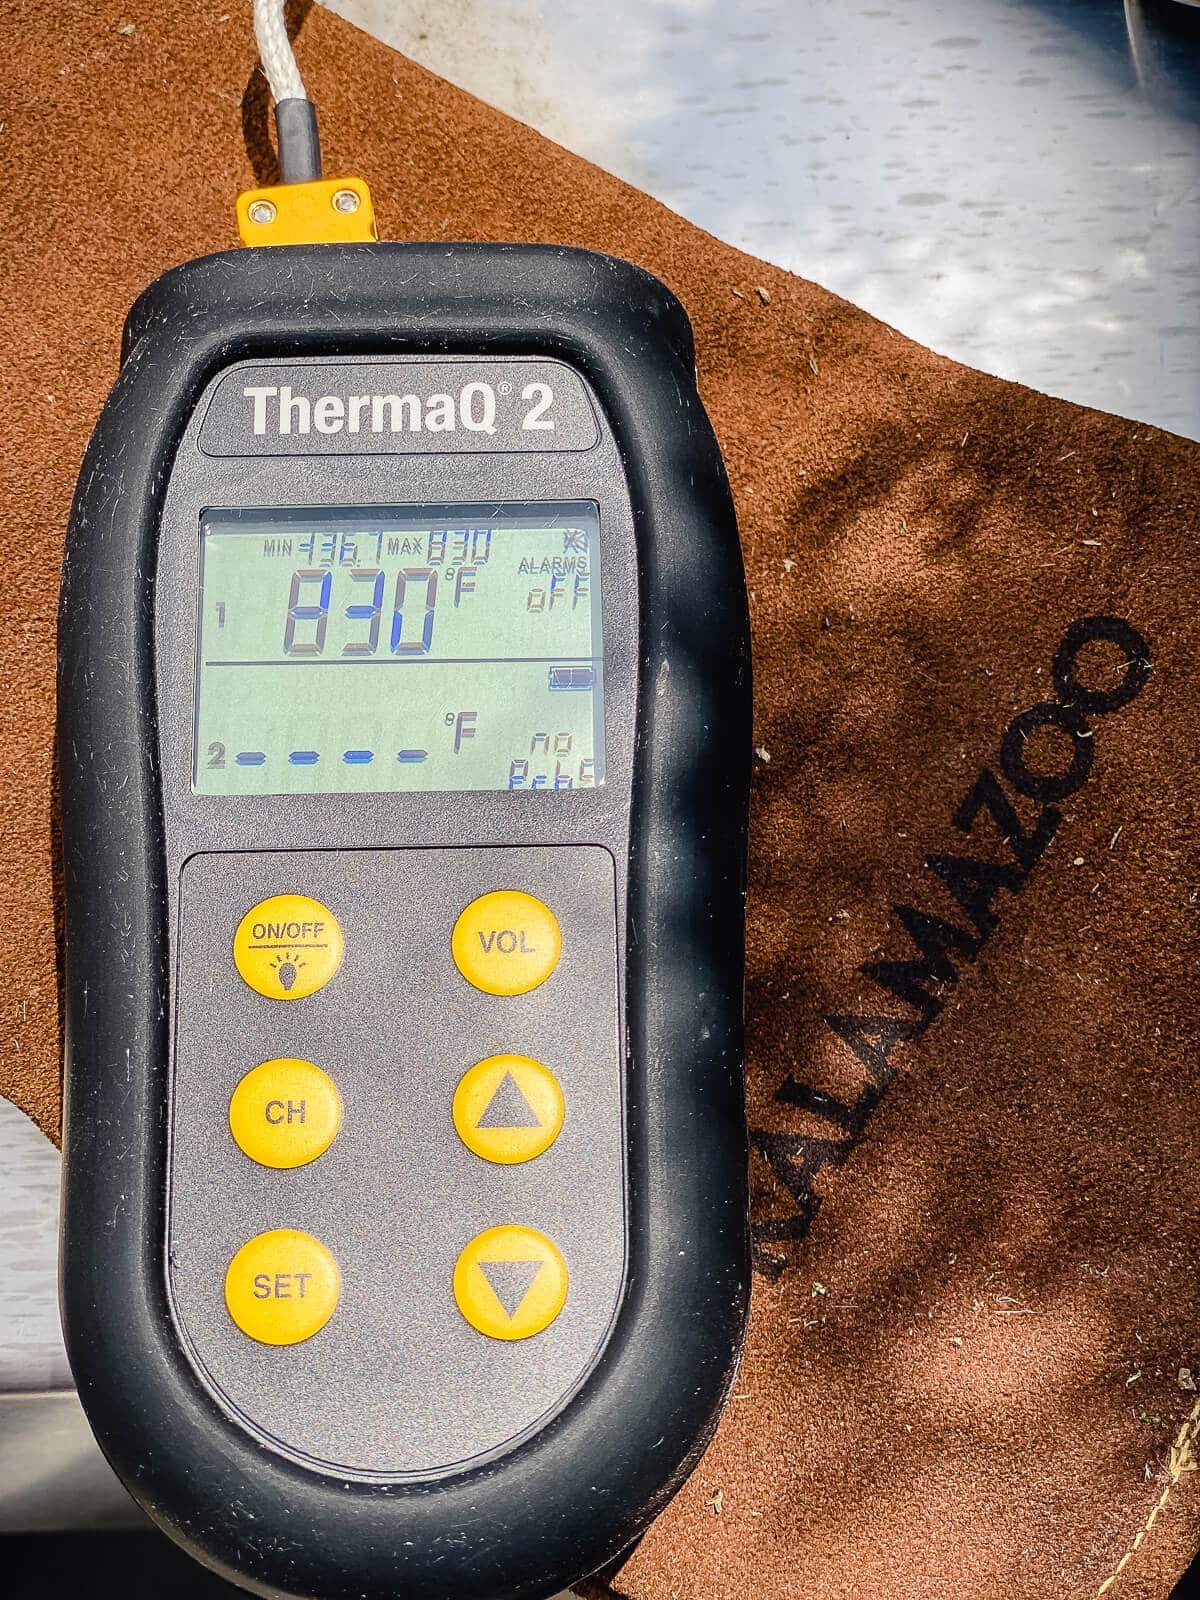 ThermaQ® 2
MIN -136.7 MAX 830
ALARMS
1 830 °F oFF
2 - - - - °F no
Prb5
ON/OFF VOL
CH
SET
KALAMAZOO